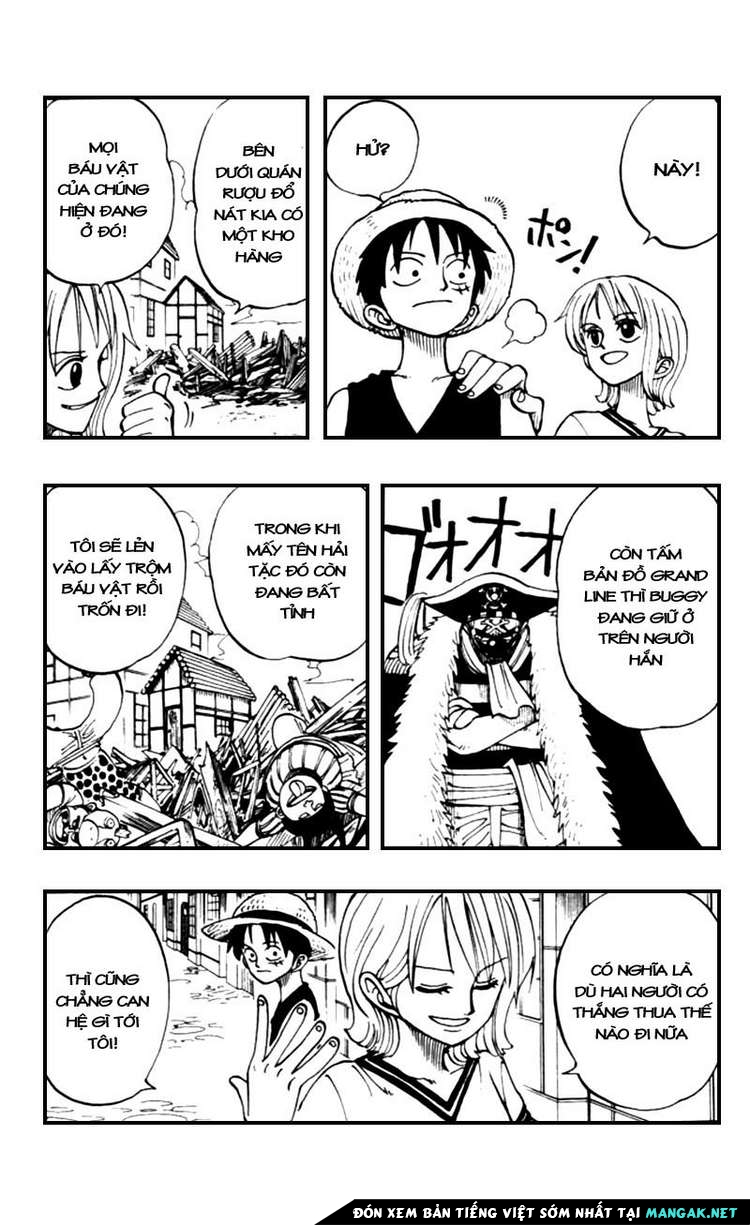 NÀY!
HỬ?
ポン!
BÊN
DƯỚI QUÁN
RƯỢU ĐỔ
NÁT KIA CÓ
MỘT KHO
HÀNG
MỌI
BÁU VẬT
CỦA CHÚNG
HIỆN ĐANG
Ở ĐÓ!
CÒN TẤM
BẢN ĐỒ GRAND
LINE THÌ BUGGY
ĐANG GIỮ Ở
TRÊN NGƯỜI
HẮN
ゴオオオ
TRONG KHI
MẤY TÊN HẢI
TẶC ĐÓ CÒN
ĐANG BẤT
TỈNH
TÔI SẼ LẺN
VÀO LẤY TRỘM
BÁU VẬT RỒI
TRỐN ĐI!
CÓ NGHĨA LÀ
DÙ HAI NGƯỜI CÓ
THẮNG THUA THẾ
NÀO ĐI NỮA
THÌ CŨNG
CHẲNG CAN
HỆ GÌ TỚI
TÔI!
ĐÓN XEM BẢN TIẾNG VIỆT SỚM NHẤT TẠI MANGAK.NET